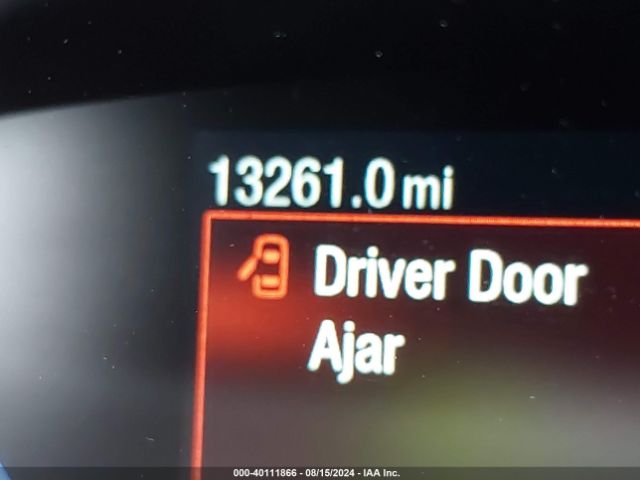 13261.0 mi
Driver Door
Ajar
000-40111866 - 08/15/2024 - IAA Inc.